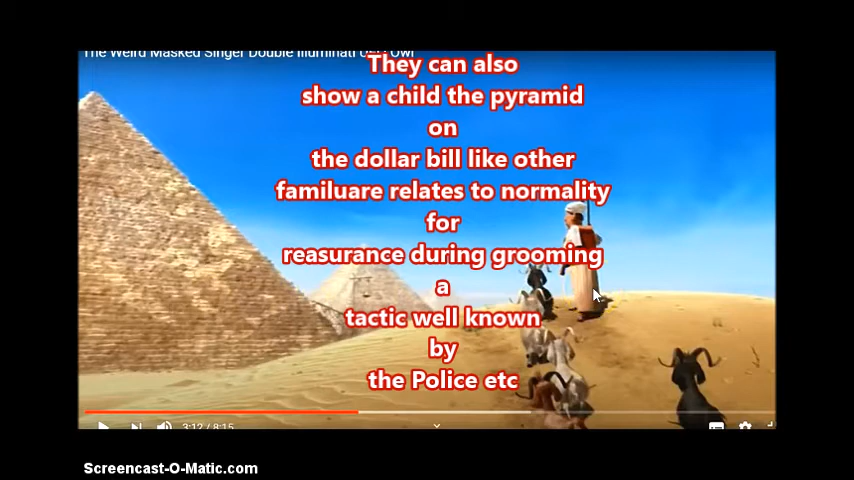 The Weird Masked Singer Double Illuminati Owl
They can also
show a child the pyramid
on
the dollar bill like other
familuare relates to normality
for
reasurance during grooming
a
tactic well known
by
the Police etc
3:12 / 8:15
Screencast-O-Matic.com